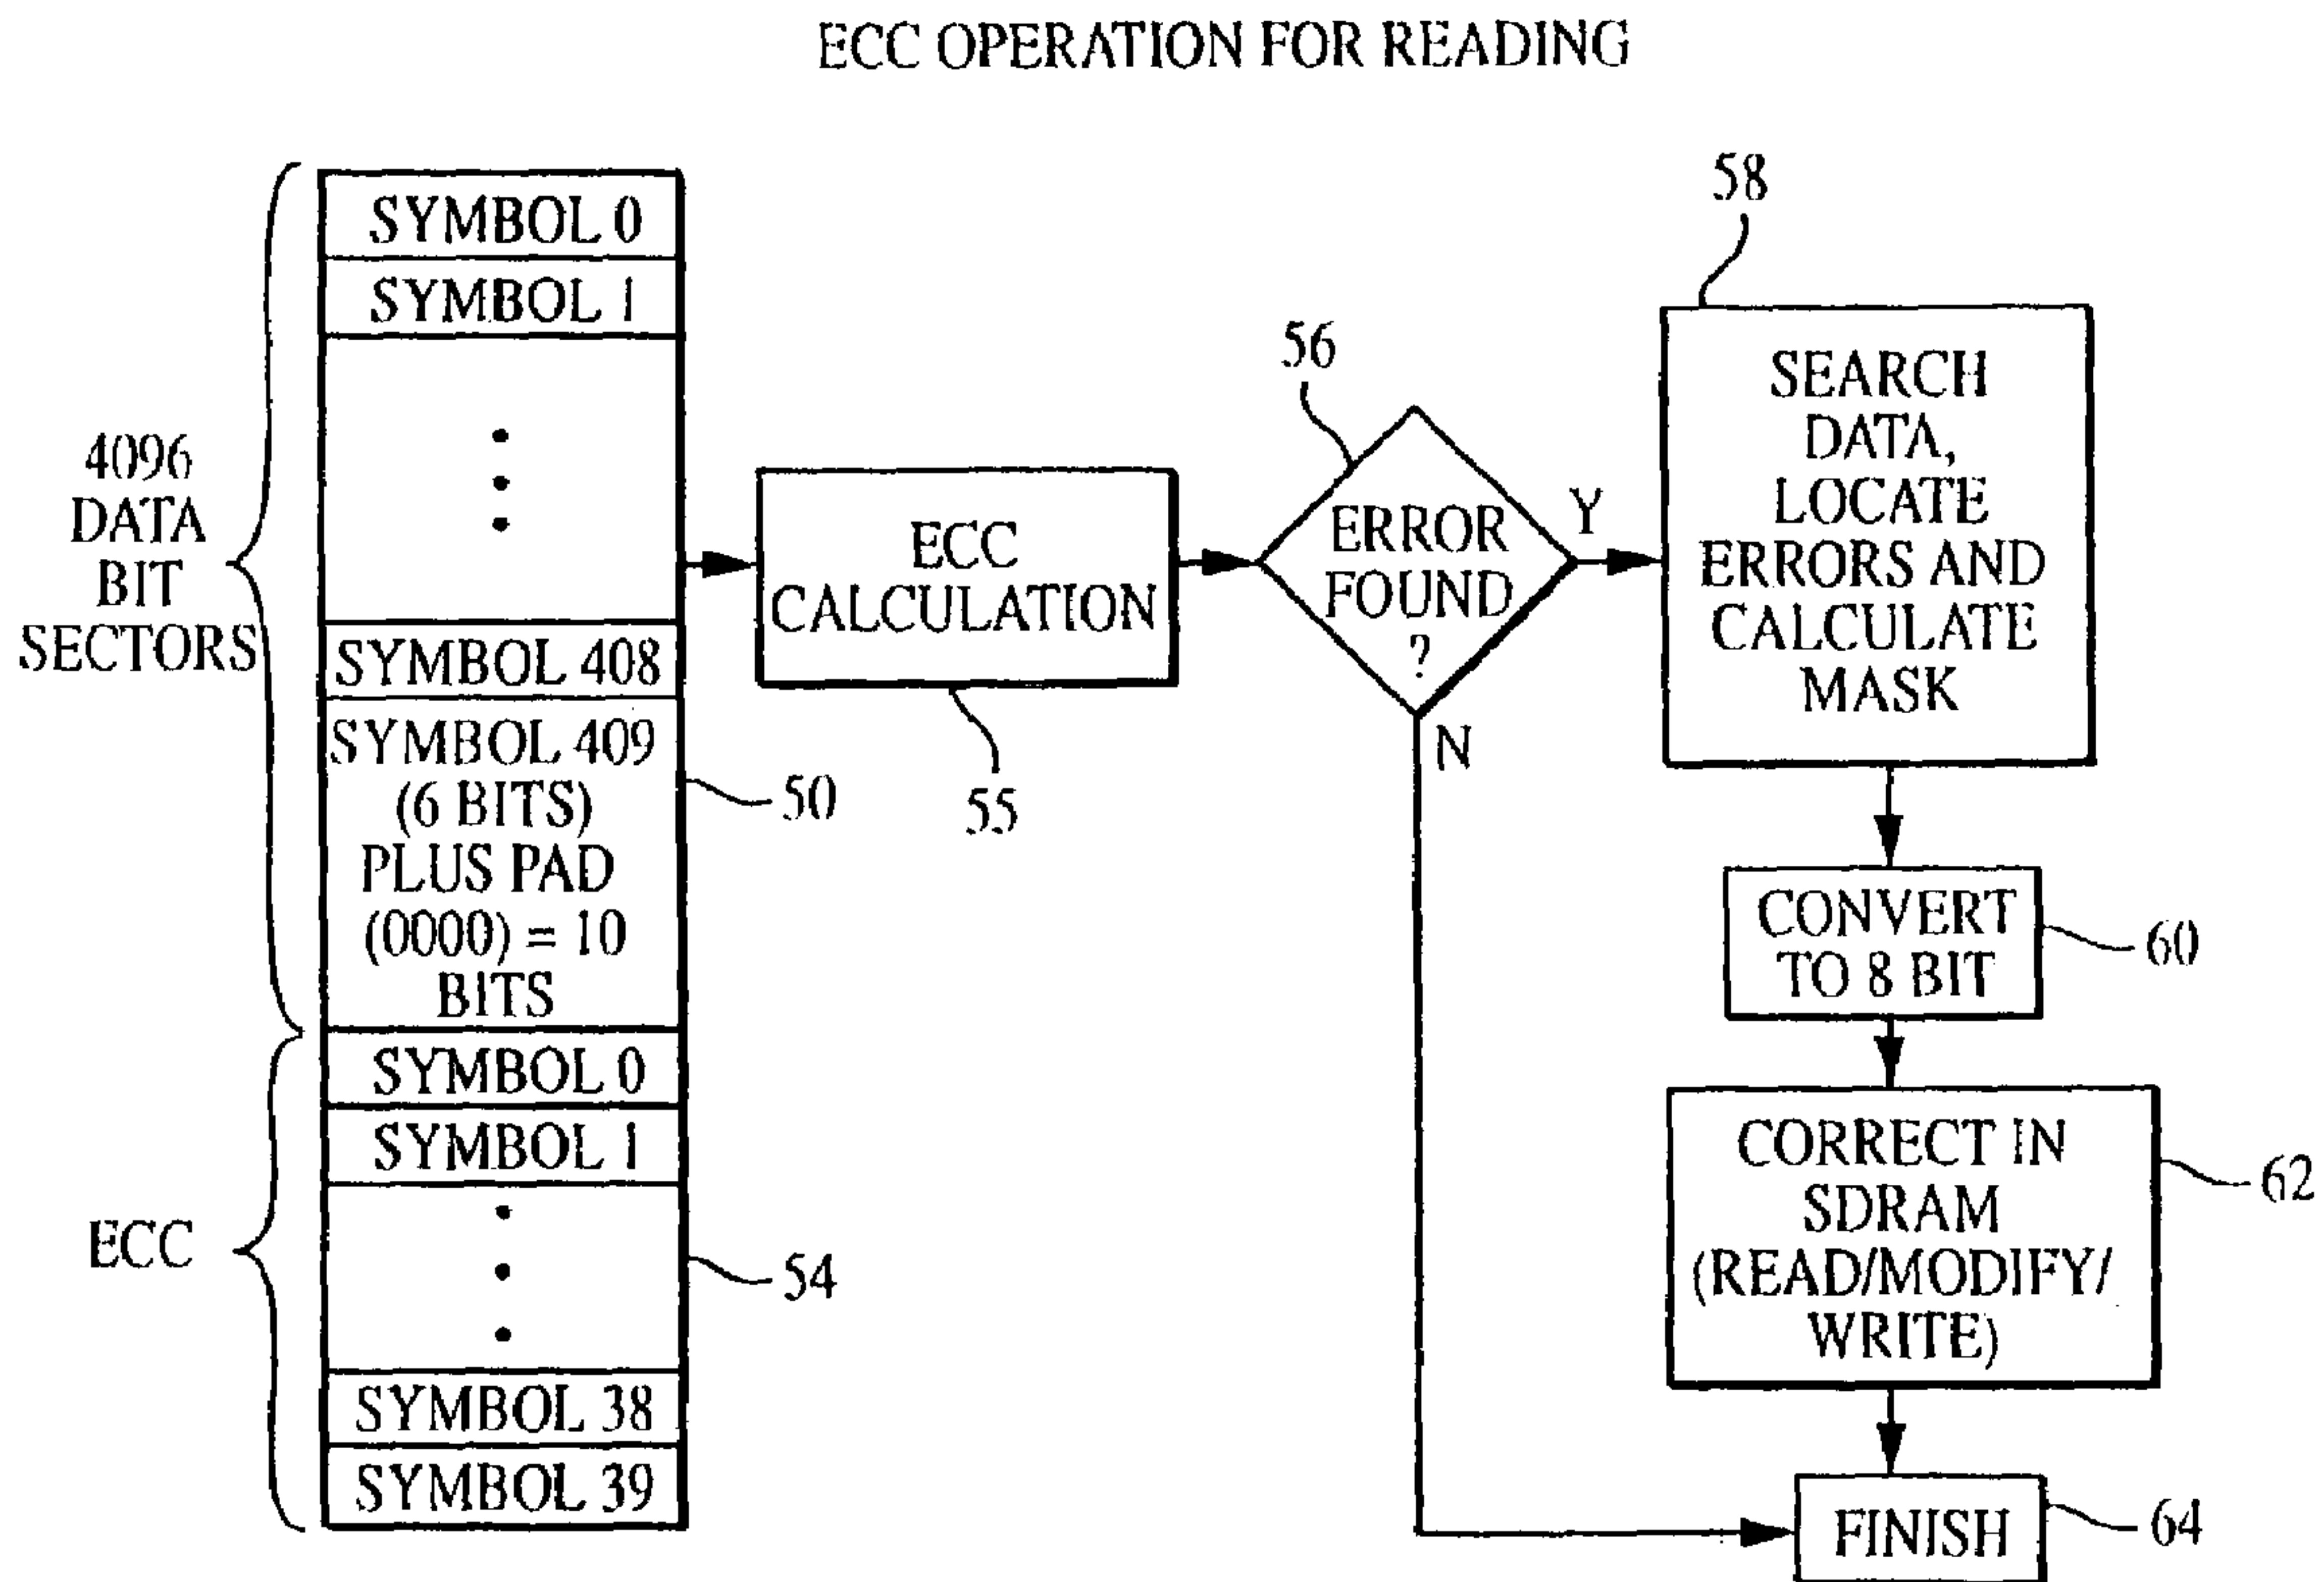 ECC OPERATION FOR READING
4096
DATA
BIT
SECTORS
ECC
SYMBOL 0
SYMBOL 1
SYMBOL 408
SYMBOL 409
(6 BITS)
PLUS PAD
(0000) = 10
BITS
SYMBOL 0
SYMBOL 1
SYMBOL 38
SYMBOL 39
50
54
ECC
CALCULATION
55
56
ERROR
FOUND
?
Y
N
58
SEARCH
DATA,
LOCATE
ERRORS AND
CALCULATE
MASK
CONVERT
TO 8 BIT
60
CORRECT IN
SDRAM
(READ/MODIFY/
WRITE)
62
FINISH
64